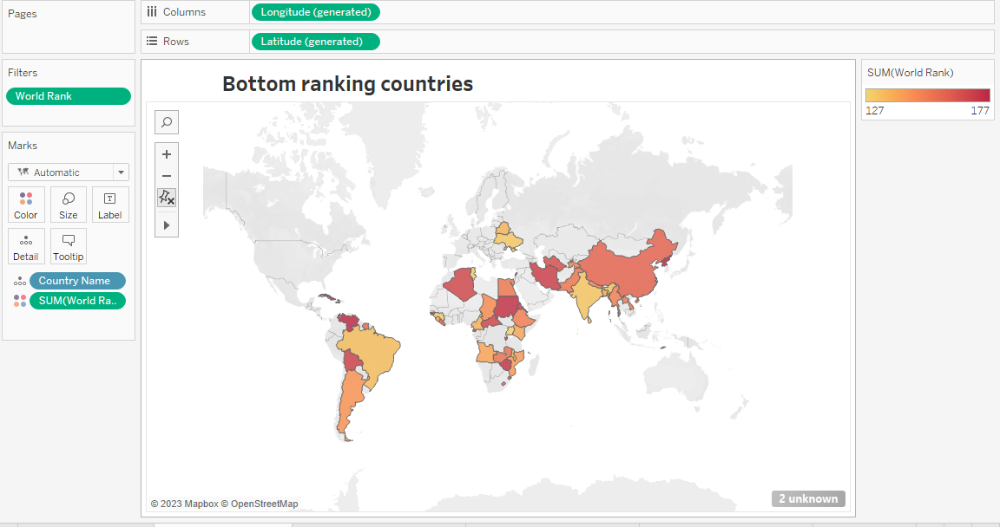 Pages
Columns
Longitude (generated)
Rows
Latitude (generated)
Filters
World Rank
Marks
Automatic
Color
Size
Label
Detail
Tooltip
Country Name
SUM(World Ra..
Bottom ranking countries
© 2023 Mapbox © OpenStreetMap
2 unknown
SUM(World Rank)
127
177